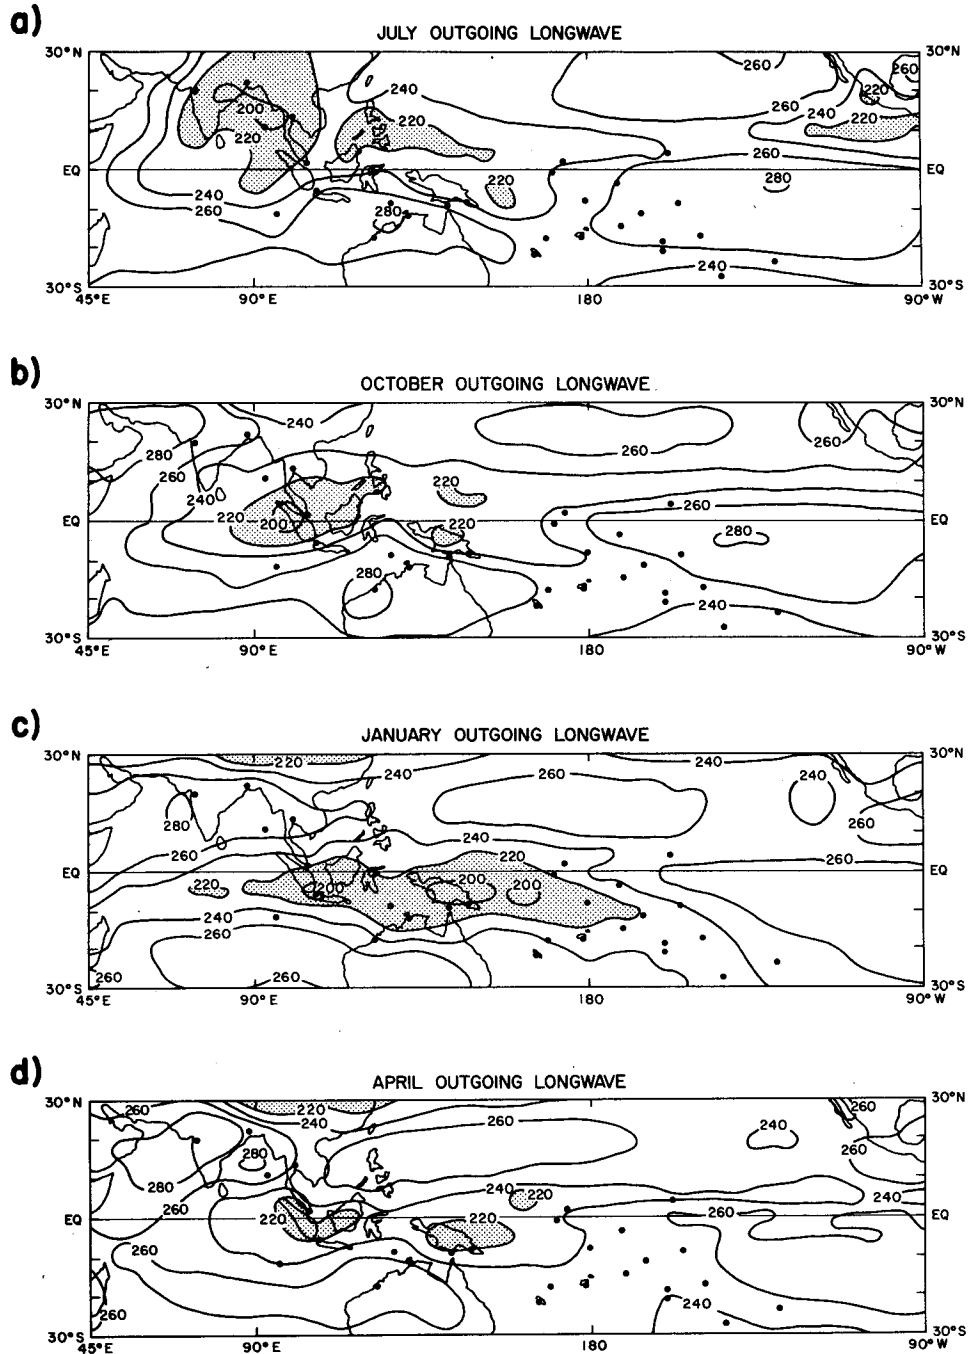 a)
JULY OUTGOING LONGWAVE
30°N 30°N
260 260
240 220
200 260 240
220 220
220 260
EQ EQ
220 280
240
260 280
240
30°S 30°S
45°E 90°E 180 90°W
b)
OCTOBER OUTGOING LONGWAVE
30°N 30°N
240
280 260 260
260
240 220
220 200 220 260
EQ EQ
280
280
240
30°S 30°S
45°E 90°E 180 90°W
c)
JANUARY OUTGOING LONGWAVE
30°N 30°N
220 240 260 240 240
280 260
240
260 220 260
EQ EQ
220 200 200 200
240
260
260 260
30°S 30°S
45°E 90°E 180 90°W
d)
APRIL OUTGOING LONGWAVE
30°N 30°N
260 220 260
240 260 240
280 260
280 240 220 240
260 220 220 260
EQ EQ
260
260 240
30°S 30°S
45°E 90°E 180 90°W